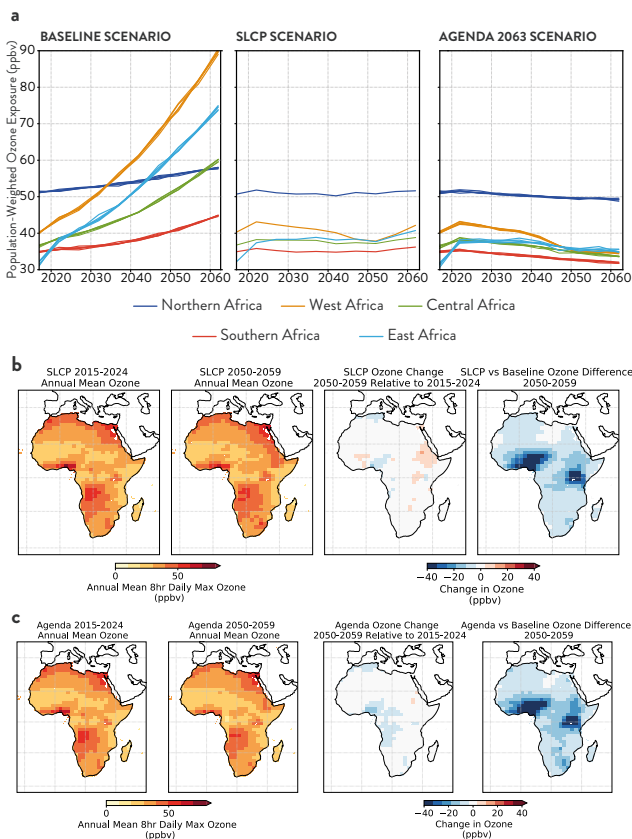 a
BASELINE SCENARIO
SLCP SCENARIO
AGENDA 2063 SCENARIO
Population-Weighted Ozone Exposure (ppbv)
90
80
70
60
50
40
30
2020 2030 2040 2050 2060
2020 2030 2040 2050 2060
2020 2030 2040 2050 2060
Northern Africa West Africa Central Africa
Southern Africa East Africa
b
SLCP 2015-2024
Annual Mean Ozone
SLCP 2050-2059
Annual Mean Ozone
SLCP Ozone Change
2050-2059 Relative to 2015-2024
SLCP vs Baseline Ozone Difference
2050-2059
0 50
Annual Mean 8hr Daily Max Ozone
(ppbv)
−40 −20 0 20 40
Change in Ozone
(ppbv)
c
Agenda 2015-2024
Annual Mean Ozone
Agenda 2050-2059
Annual Mean Ozone
Agenda Ozone Change
2050-2059 Relative to 2015-2024
Agenda vs Baseline Ozone Difference
2050-2059
0 50
Annual Mean 8hr Daily Max Ozone
(ppbv)
−40 −20 0 20 40
Change in Ozone
(ppbv)